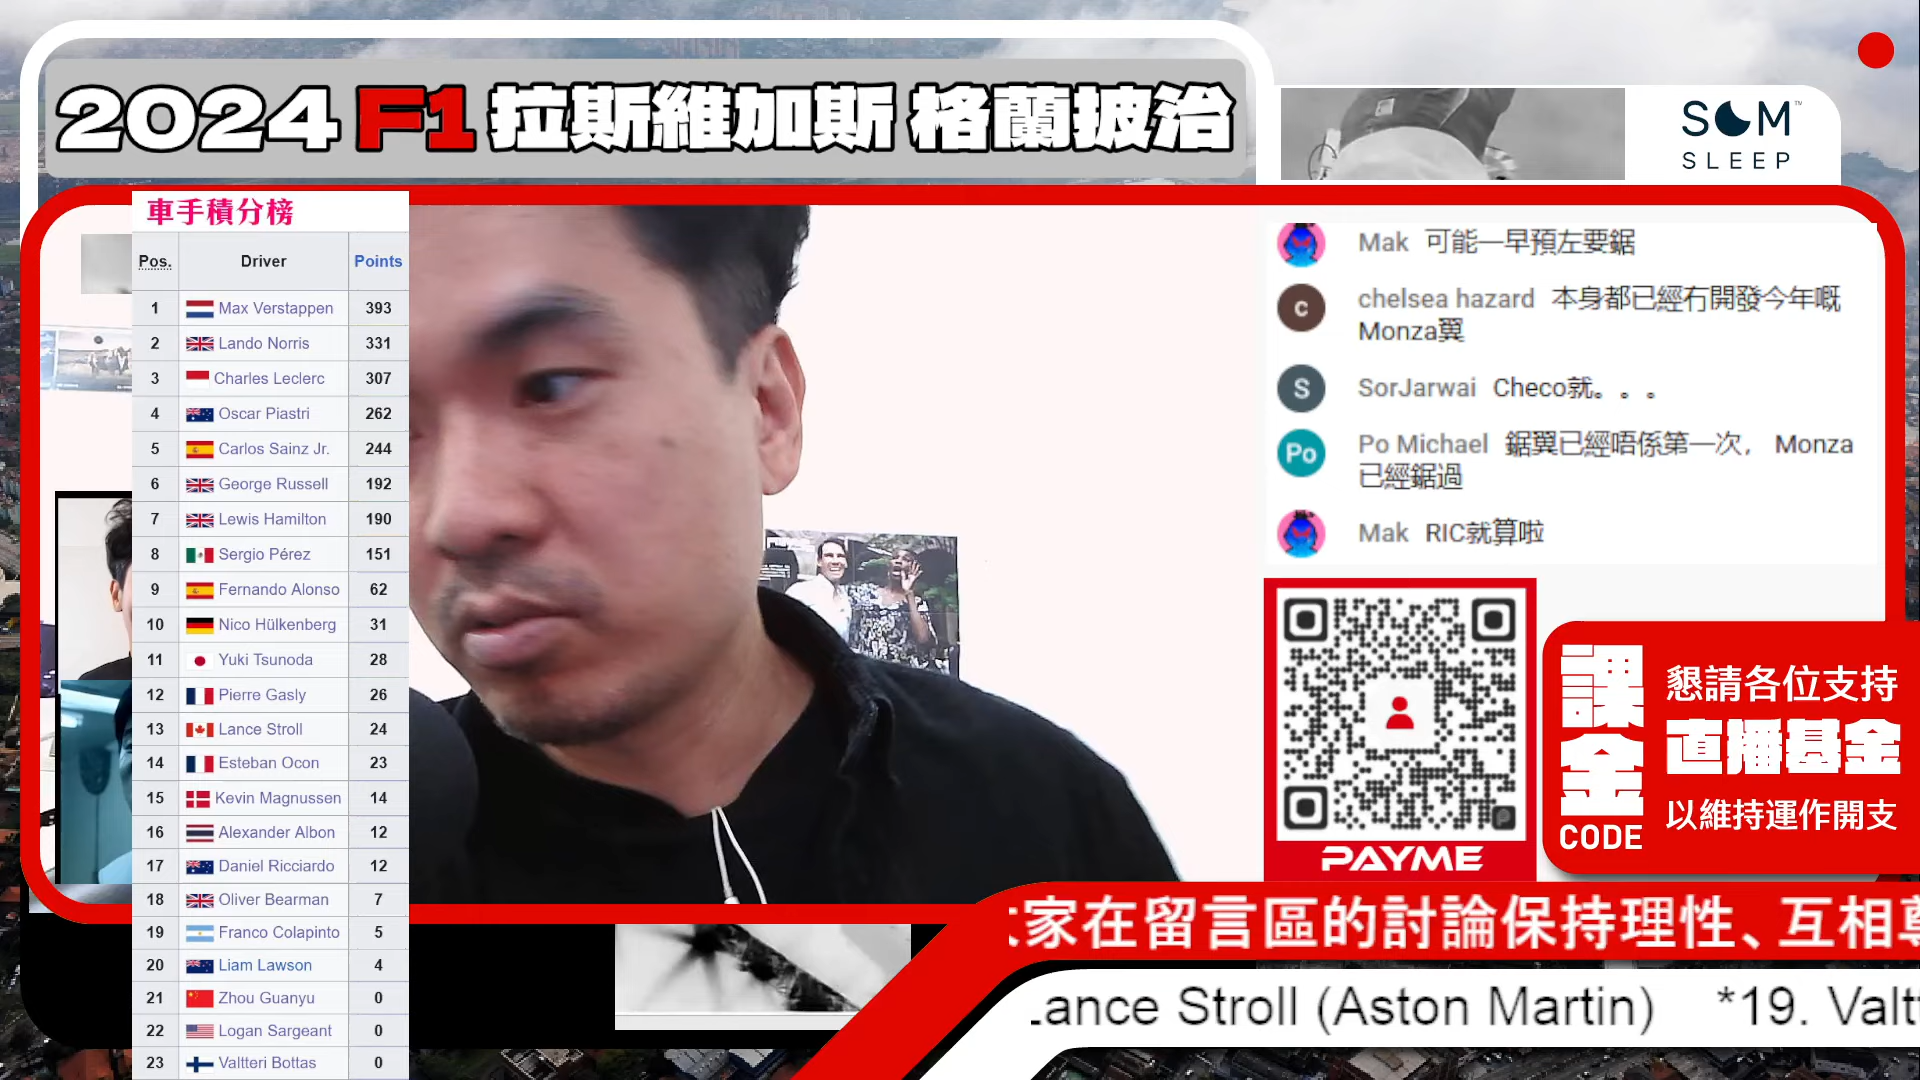 2024 F1 拉斯維加斯 格蘭披治
SOM™
SLEEP
車手積分榜
Pos. Driver Points
1 Max Verstappen 393
2 Lando Norris 331
3 Charles Leclerc 307
4 Oscar Piastri 262
5 Carlos Sainz Jr. 244
6 George Russell 192
7 Lewis Hamilton 190
8 Sergio Pérez 151
9 Fernando Alonso 62
10 Nico Hülkenberg 31
11 Yuki Tsunoda 28
12 Pierre Gasly 26
13 Lance Stroll 24
14 Esteban Ocon 23
15 Kevin Magnussen 14
16 Alexander Albon 12
17 Daniel Ricciardo 12
18 Oliver Bearman 7
19 Franco Colapinto 5
20 Liam Lawson 4
21 Zhou Guanyu 0
22 Logan Sargeant 0
23 Valtteri Bottas 0
Mak 可能一早預左要鋸
c
chelsea hazard 本身都已經冇開發今年嘅
Monza翼
S
SorJarwai Checo就。。。
Po
Po Michael 鋸翼已經唔係第一次， Monza
已經鋸過
Mak RIC就算啦
PAYME
課金
CODE
懇請各位支持
直播基金
以維持運作開支
家在留言區的討論保持理性、互相尊
Lance Stroll (Aston Martin) *19. Valtt